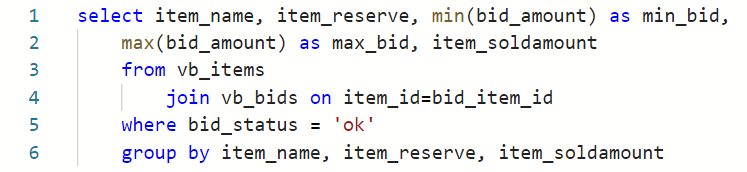 1 select item_name, item_reserve, min(bid_amount) as min_bid,
2 max(bid_amount) as max_bid, item_soldamount
3 from vb_items
4 join vb_bids on item_id=bid_item_id
5 where bid_status = 'ok'
6 group by item_name, item_reserve, item_soldamount